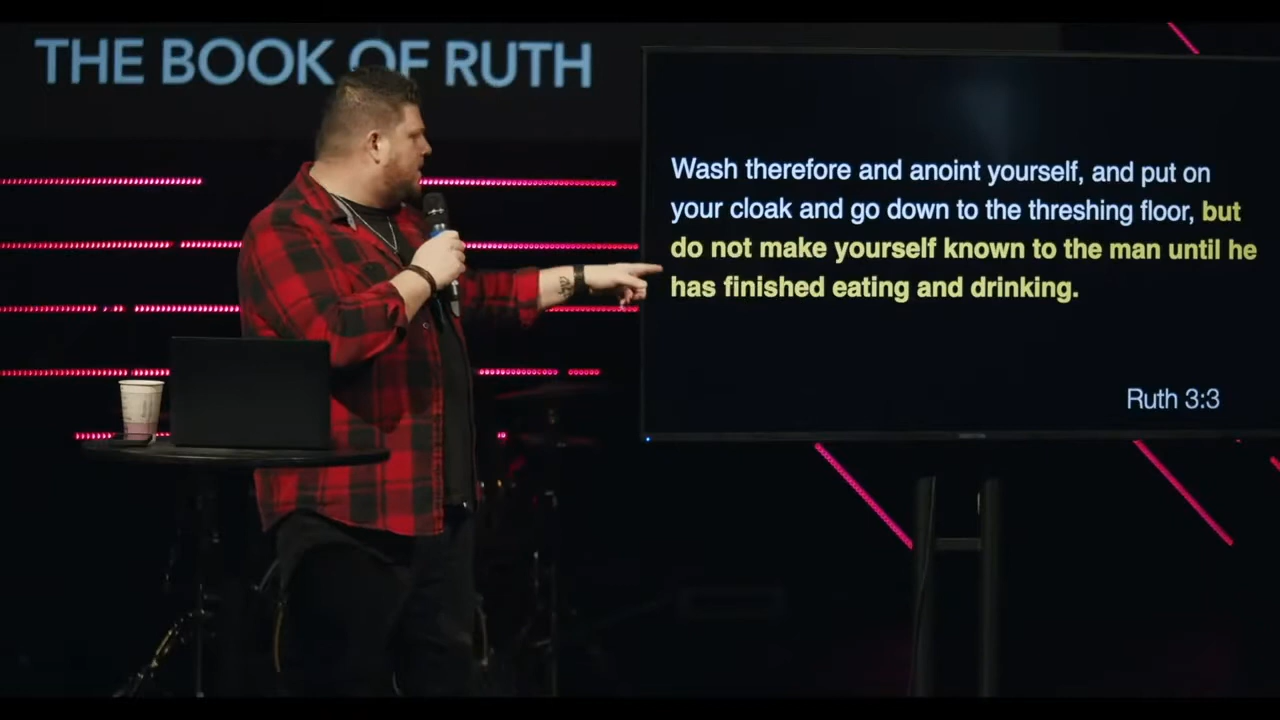 THE BOOK OF RUTH
Wash therefore and anoint yourself, and put on
your cloak and go down to the threshing floor, but
do not make yourself known to the man until he
has finished eating and drinking.
Ruth 3:3